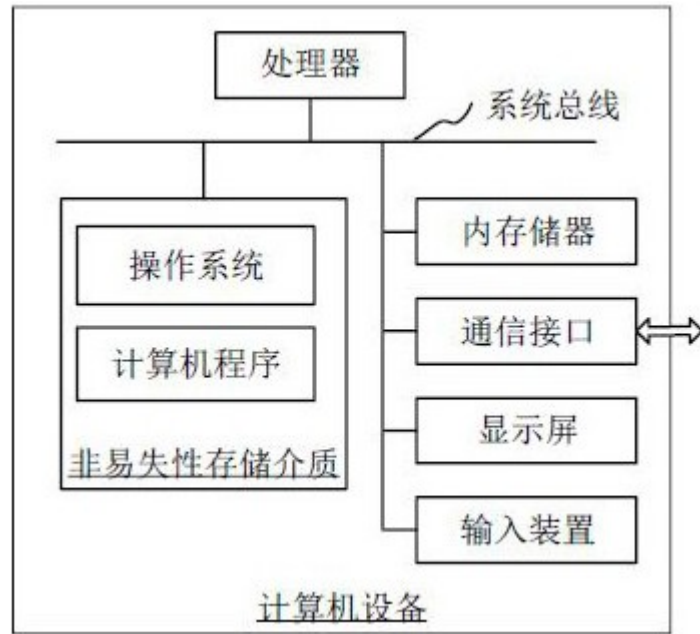 处理器
系统总线
操作系统
计算机程序
非易失性存储介质
内存储器
通信接口
显示屏
输入装置
计算机设备